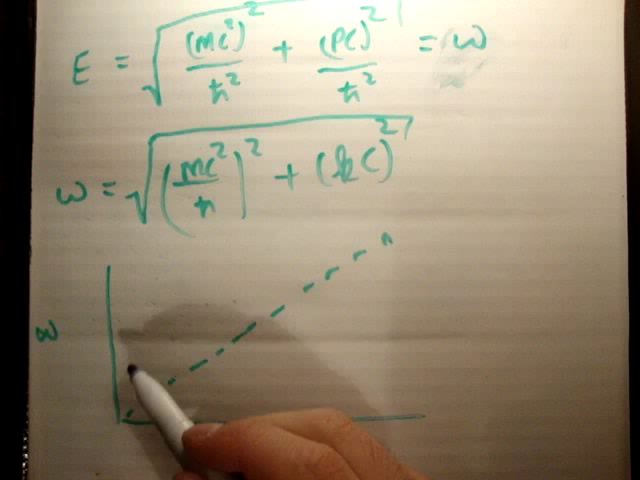 E = √((mc²)²/ħ² + (pc)²/ħ²) = ω
ω = √((mc²/ħ)² + (kc)²)
ω